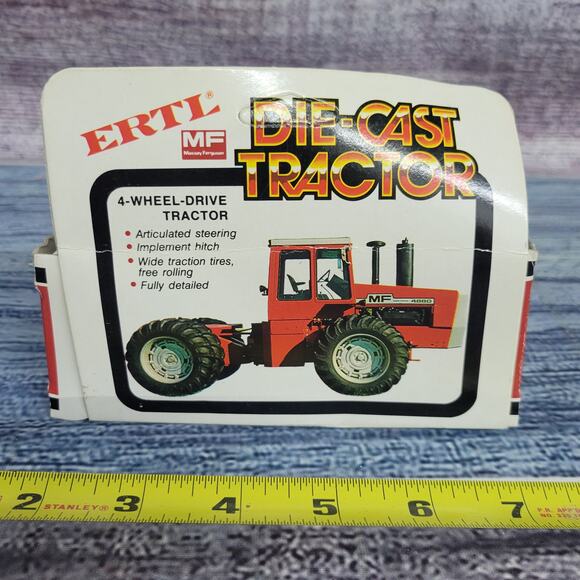 ERTL®
MF
Massey Ferguson
DIE-CAST
TRACTOR
4-WHEEL-DRIVE
TRACTOR
• Articulated steering
• Implement hitch
• Wide traction tires,
free rolling
• Fully detailed
MF 4880
2 3 4 5 6 7
STANLEY®